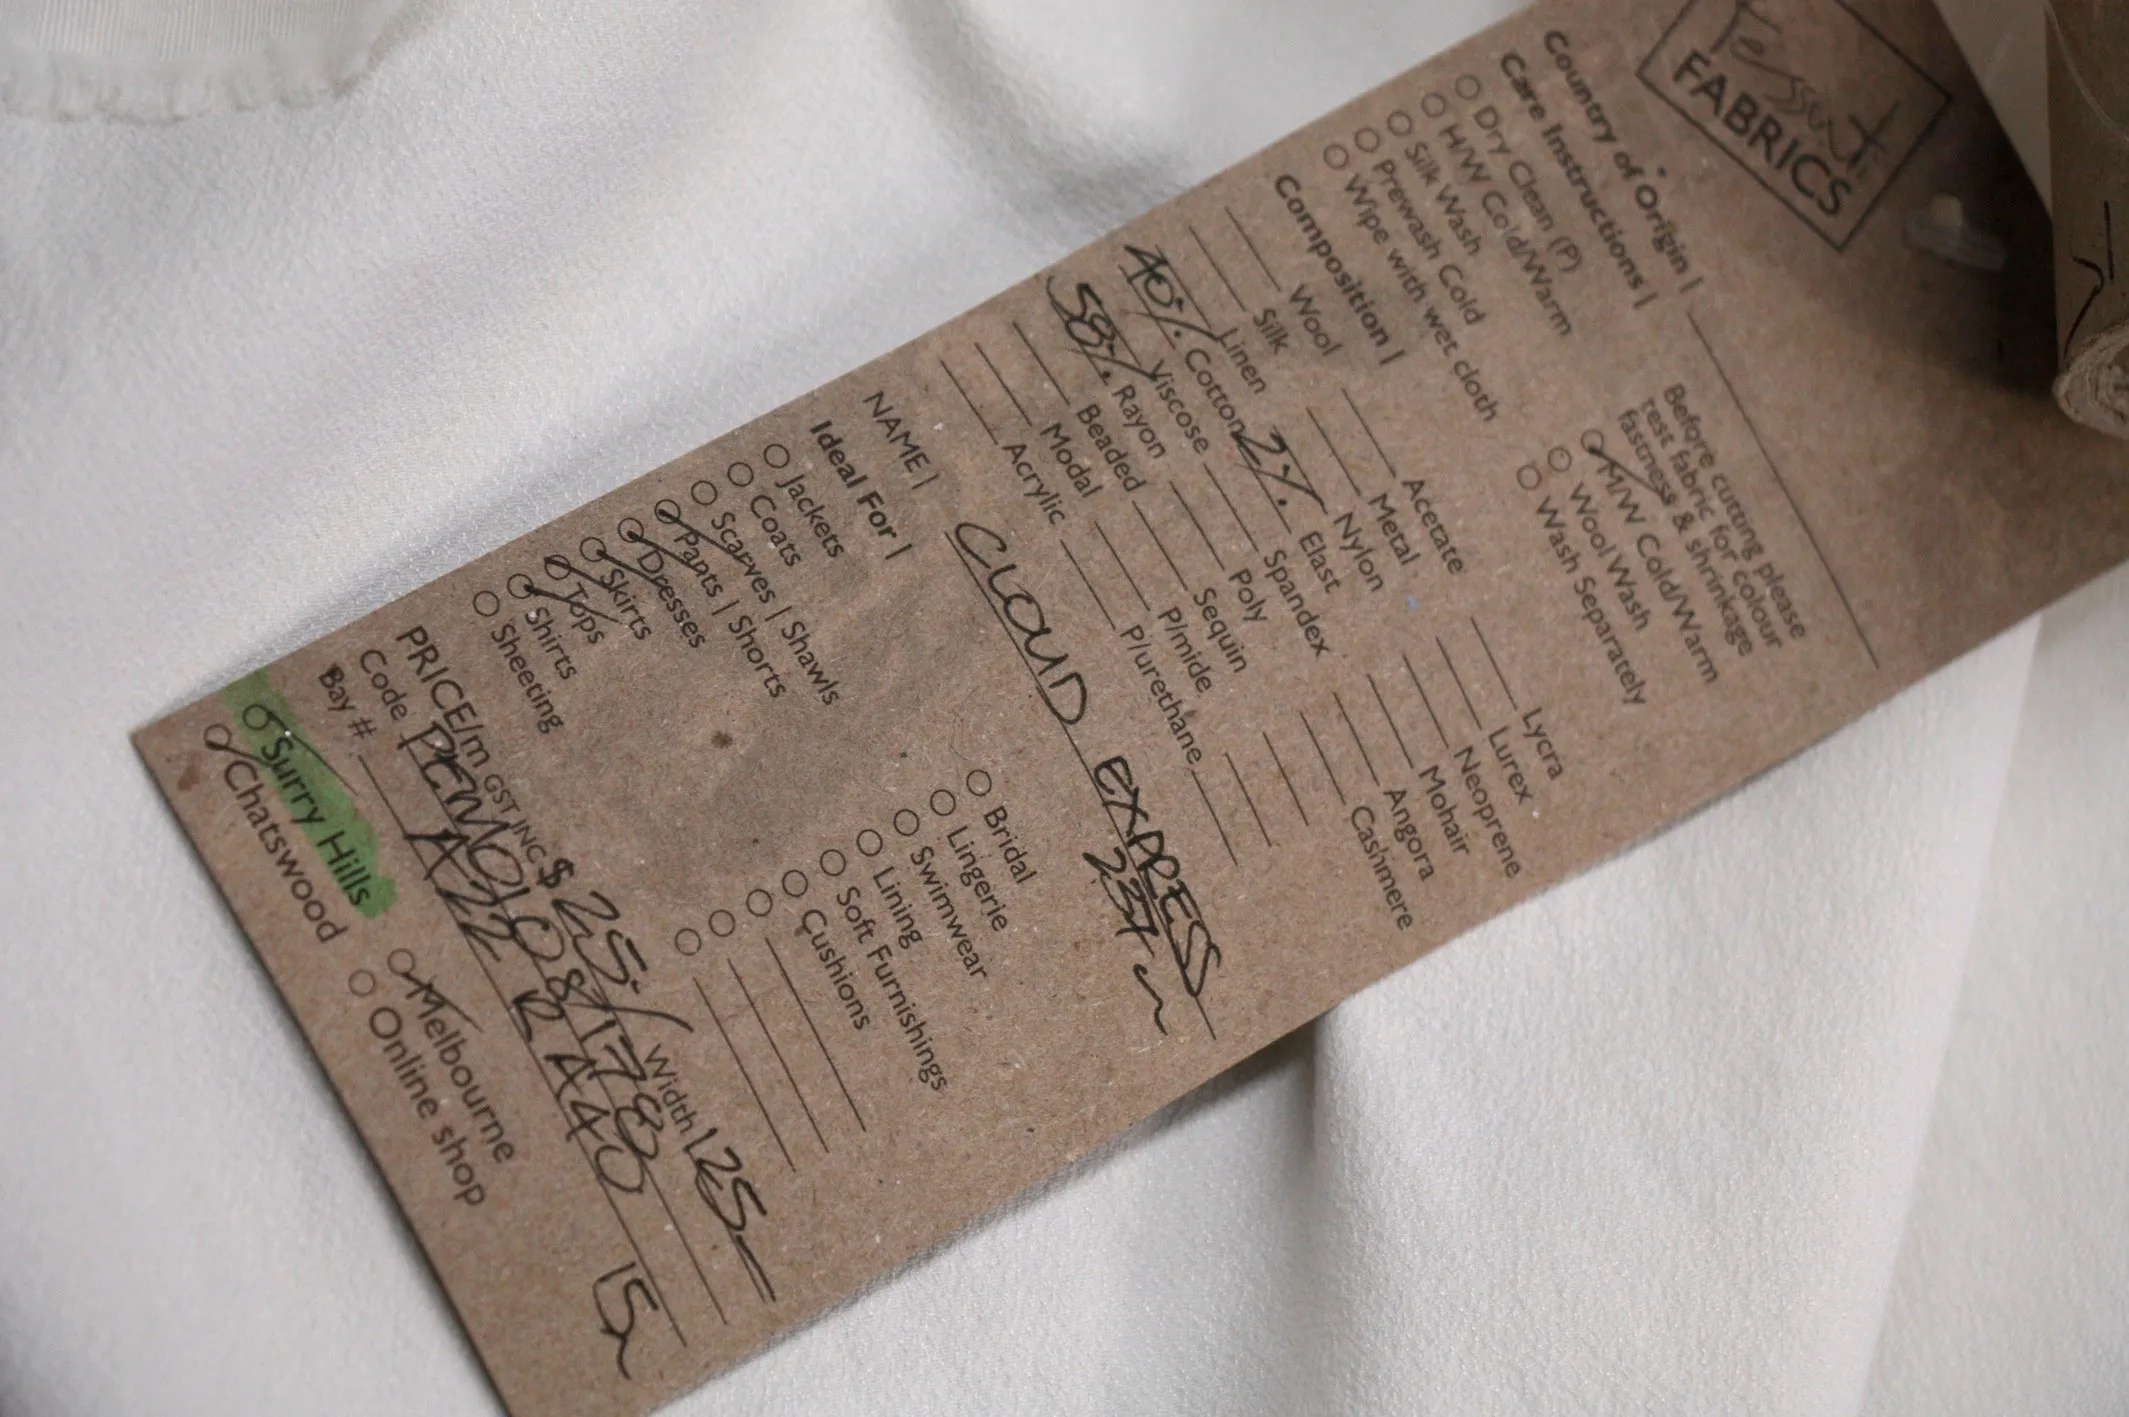 Tessuti
FABRICS
Country of Origin |
Care Instructions |
Dry Clean (P)
H/W Cold/Warm
Silk Wash
Prewash Cold
Wipe with wet cloth
Before cutting please
test fabric for colour
fastness & shrinkage
M/W Cold/Warm
Wool Wash
Wash Separately
Composition |
Wool
Silk
Linen
40% Cotton
Viscose
58% Rayon
Beaded
Modal
Acrylic
Acetate
Metal
Nylon
2% Elast
Spandex
Poly
Sequin
P/mide
P/urethane
Lycra
Lurex
Neoprene
Mohair
Angora
Cashmere
NAME | CLOUD EXPRESS
Ideal For |
Jackets
Coats
Scarves | Shawls
Pants | Shorts
Dresses
Skirts
Tops
Shirts
Sheeting
Bridal
Lingerie
Swimwear
Lining
Soft Furnishings
Cushions
PRICE/m GST INC $25./ Width 125
Code
Bay # A22 R A40 15
Surry Hills
Chatswood
Melbourne
Online shop